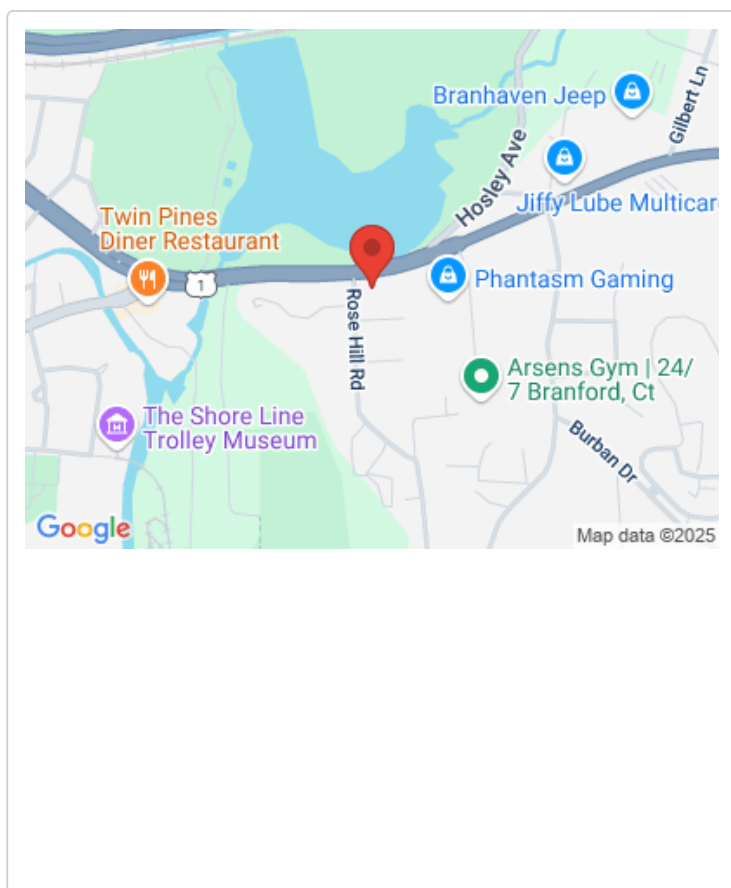 Branhaven Jeep
Gilbert Ln
Hosley Ave
Jiffy Lube Multicar
Twin Pines
Diner Restaurant
1
Phantasm Gaming
Rose Hill Rd
Arsens Gym | 24/
7 Branford, Ct
The Shore Line
Trolley Museum
Burban Dr
Google
Map data ©2025